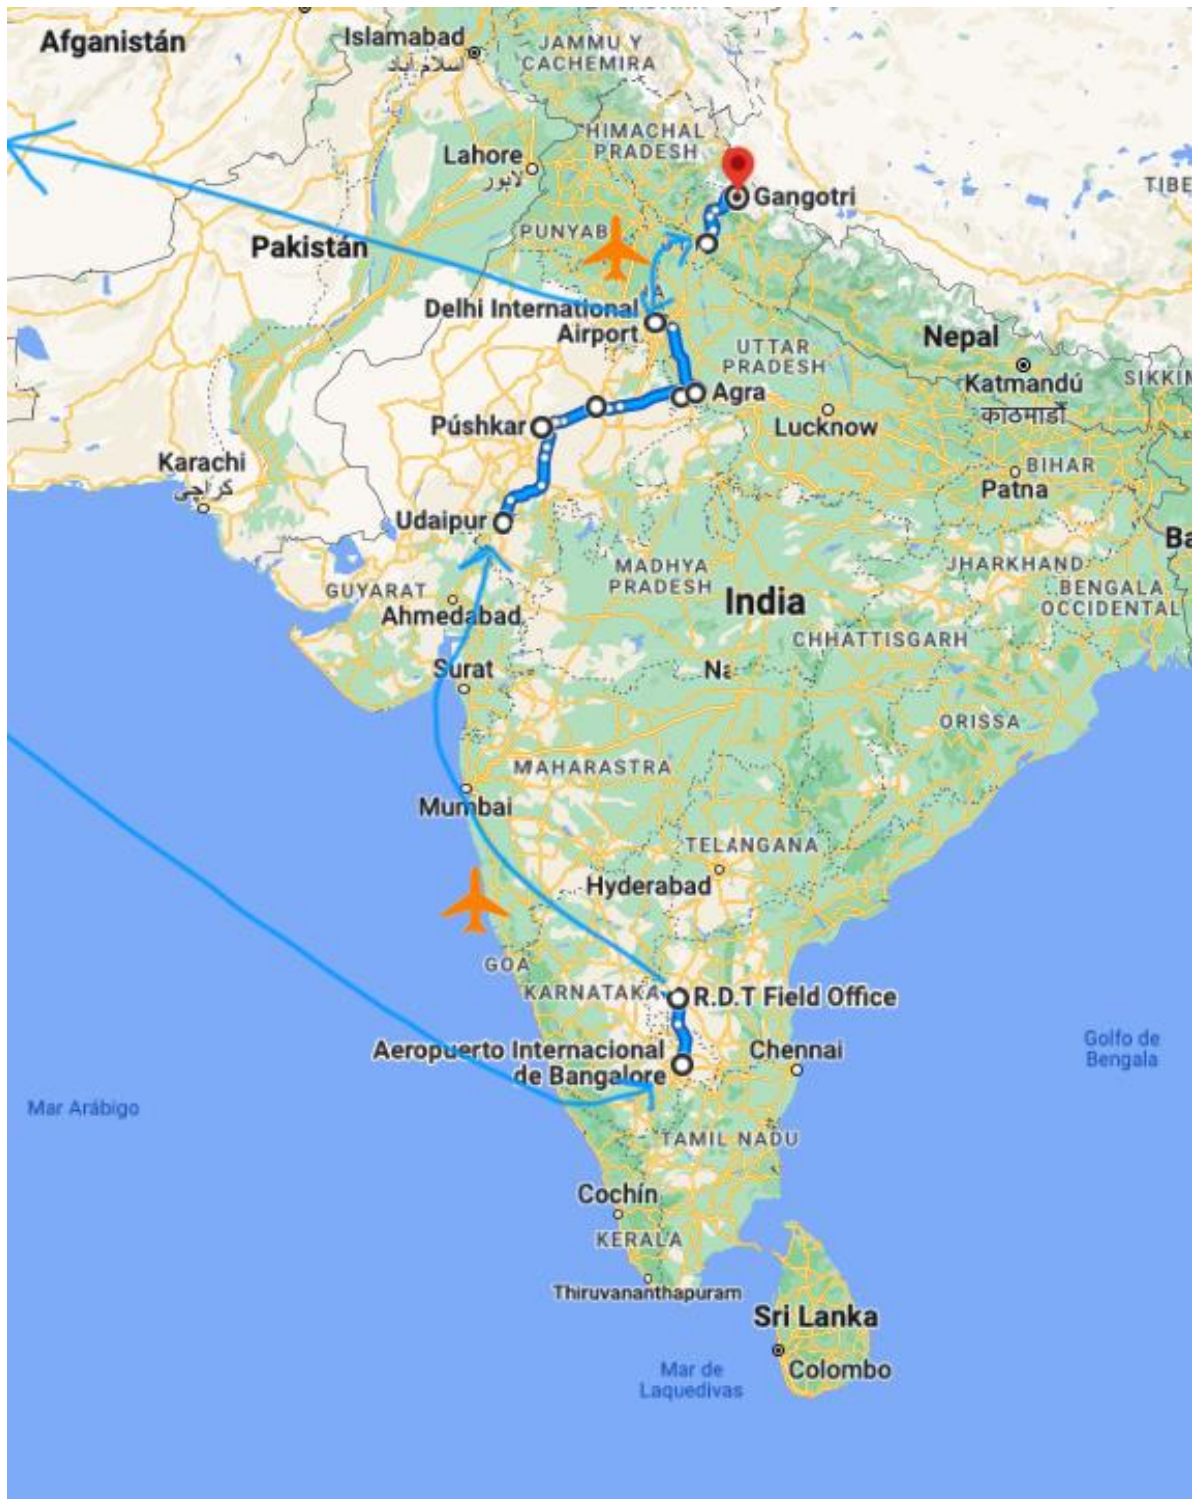 Afganistán
Islamabad
اسلام آباد
JAMMU Y
CACHEMIRA
HIMACHAL
PRADESH
Lahore
لاہور
TIBE
Gangotri
PUNYAB
Pakistán
Delhi International
Airport
Nepal
UTTAR
PRADESH
Katmandú
काठमाडौँ
SIKKIM
Agra
Púshkar
Lucknow
Karachi
کراچی
BIHAR
Patna
Udaipur
Ba
MADHYA
PRADESH
JHARKHAND
GUYARAT
BENGALA
OCCIDENTAL
India
Ahmedabad
CHHATTISGARH
Surat
Na
ORISSA
MAHARASTRA
Mumbai
TELANGANA
Hyderabad
GOA
KARNATAKA
R.D.T Field Office
Aeropuerto Internacional
de Bangalore
Chennai
Golfo de
Bengala
Mar Arábigo
TAMIL NADU
Cochín
KERALA
Thiruvananthapuram
Sri Lanka
Mar de
Laquedivas
Colombo